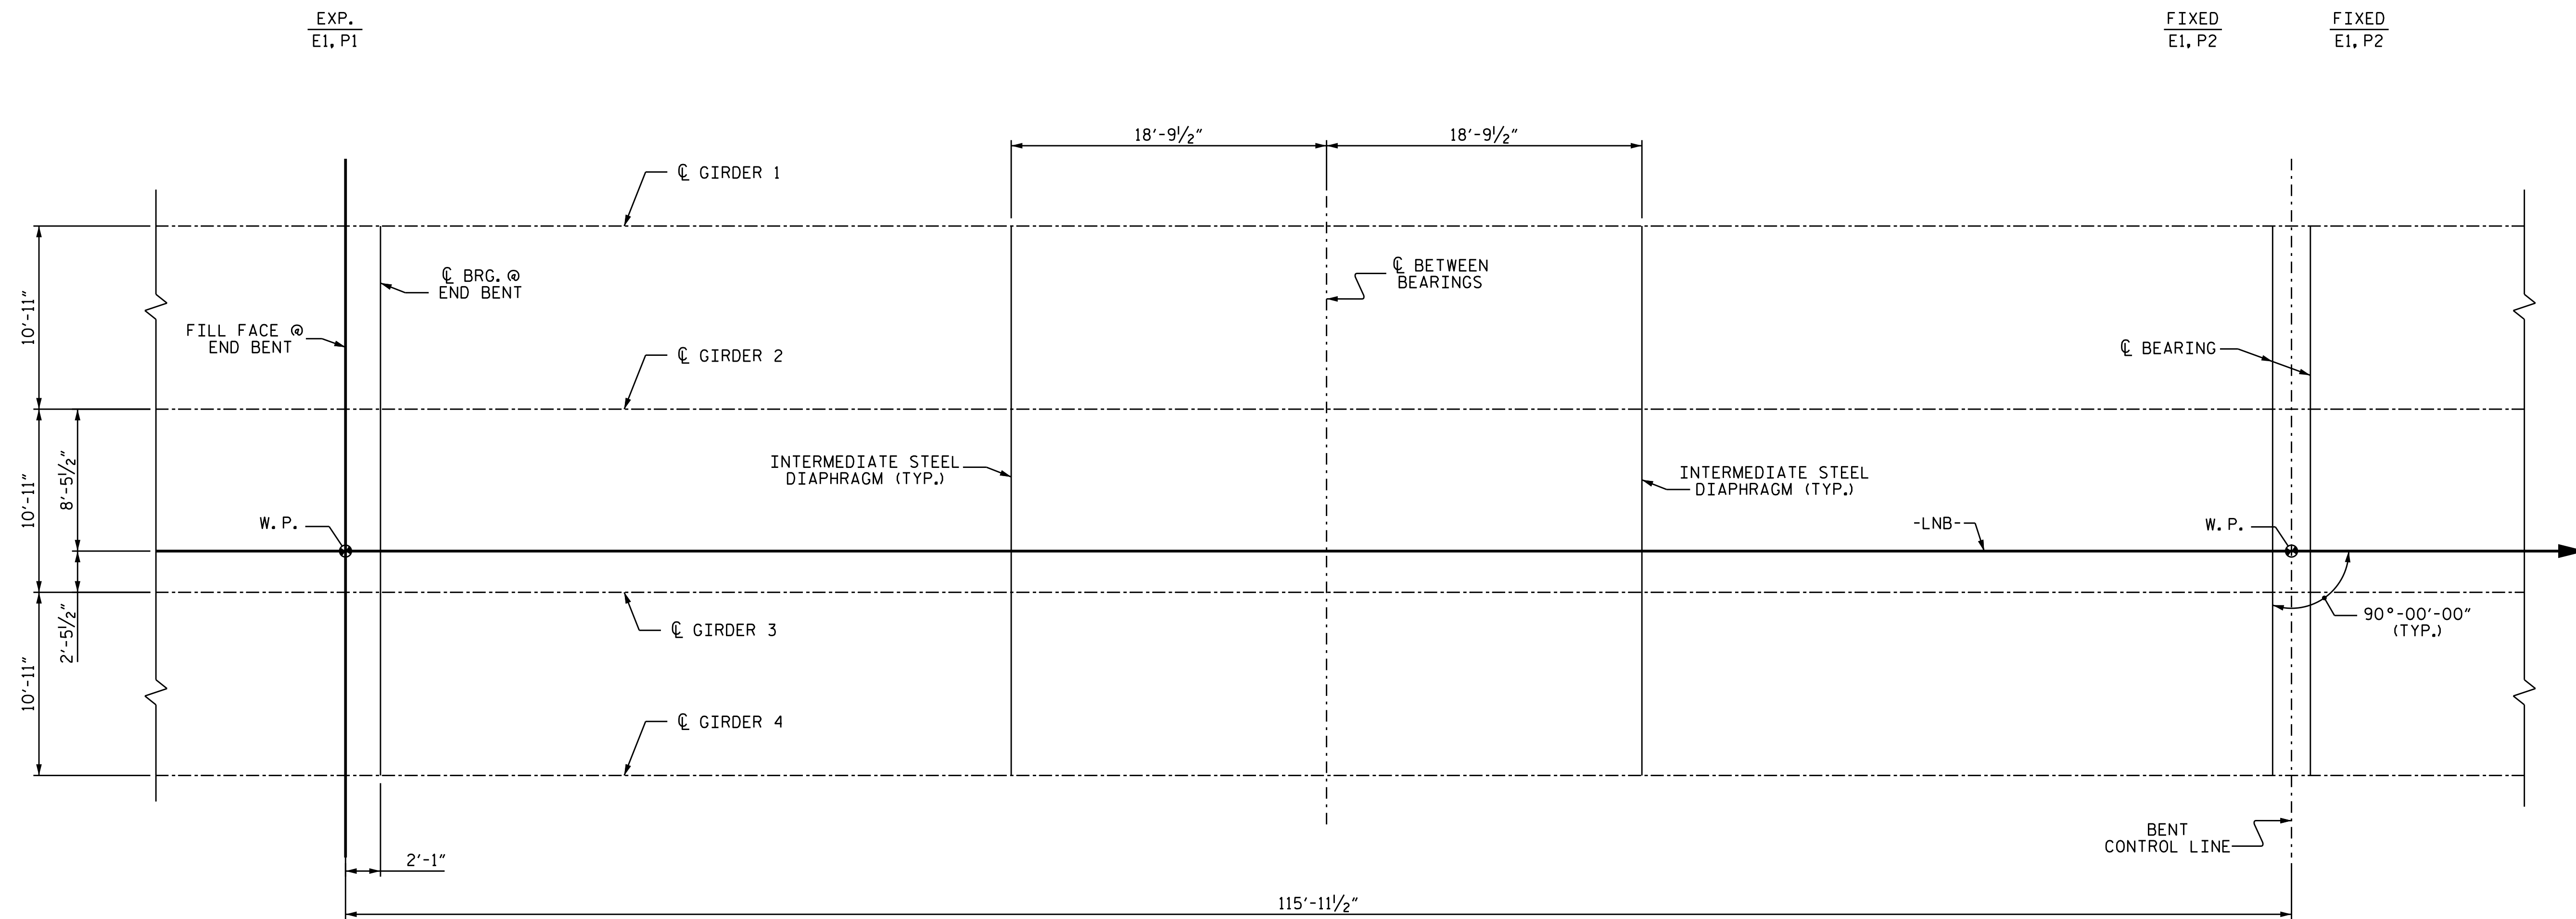 EXP.
E1, P1
FIXED
E1, P2
FIXED
E1, P2
18'-9½"
18'-9½"
℄ GIRDER 1
℄ BRG. @
END BENT
℄ BETWEEN
BEARINGS
10'-11"
FILL FACE @
END BENT
℄ GIRDER 2
℄ BEARING
INTERMEDIATE STEEL
DIAPHRAGM (TYP.)
INTERMEDIATE STEEL
DIAPHRAGM (TYP.)
10'-11"
8'-5½"
W.P.
-LNB-
W.P.
2'-5½"
℄ GIRDER 3
90°-00'-00"
(TYP.)
10'-11"
℄ GIRDER 4
BENT
CONTROL LINE
2'-1"
115'-11½"